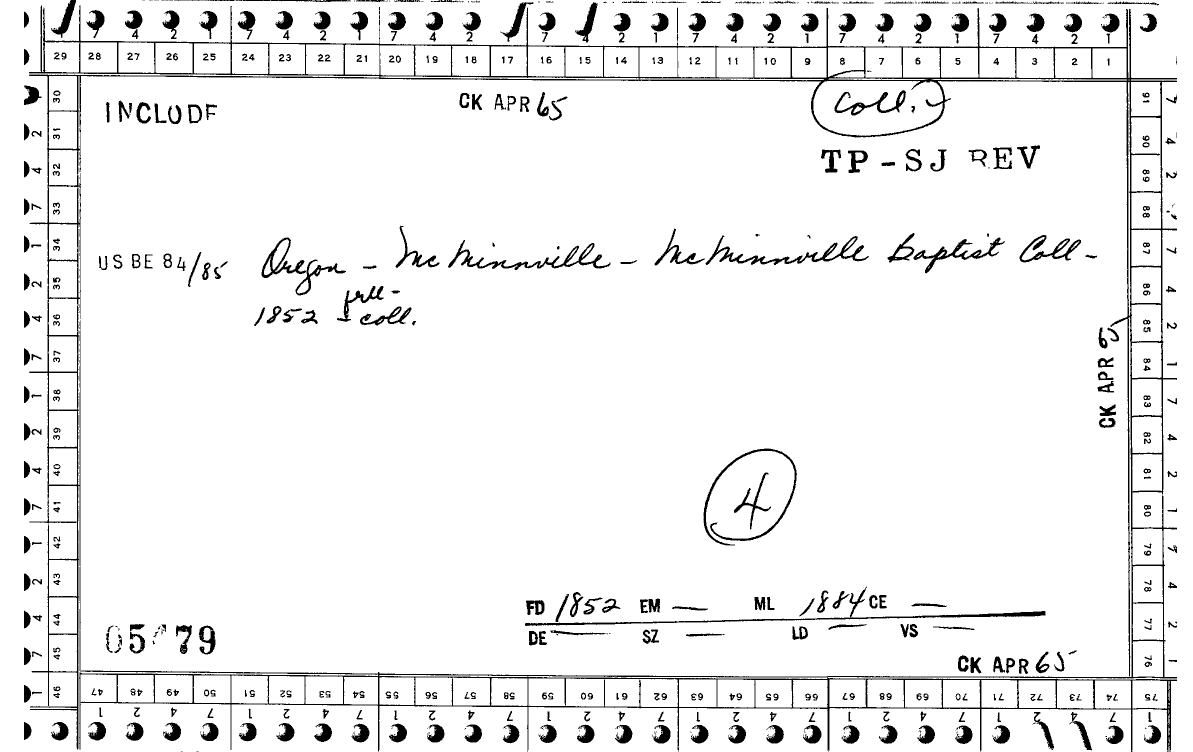 7 4 2 1 7 4 2 1 7 4 2 1 7 4 2 1 7 4 2 1 7 4 2 1 7 4 2 1
29 28 27 26 25 24 23 22 21 20 19 18 17 16 15 14 13 12 11 10 9 8 7 6 5 4 3 2 1
INCLUDE CK APR 65 Coll.
TP-SJ REV
US BE 84/85 Oregon - McMinnville - McMinnville Baptist Coll -
prll-
1852 - coll.
4
FD 1852 EM — ML 1884 CE —
DE — SZ — LD — VS —
CK APR 65
30 31 32 33 34 35 36 37 38 39 40 41 42 43 44 45 46
91 90 89 88 87 86 85 84 83 82 81 80 79 78 77 76
CK APR 65
47 48 49 50 51 52 53 54 55 56 57 58 59 60 61 62 63 64 65 66 67 68 69 70 71 72 73 74 75
1 2 4 7 1 2 4 7 1 2 4 7 1 2 4 7 1 2 4 7 1 2 4 7 1 2 4 7 1